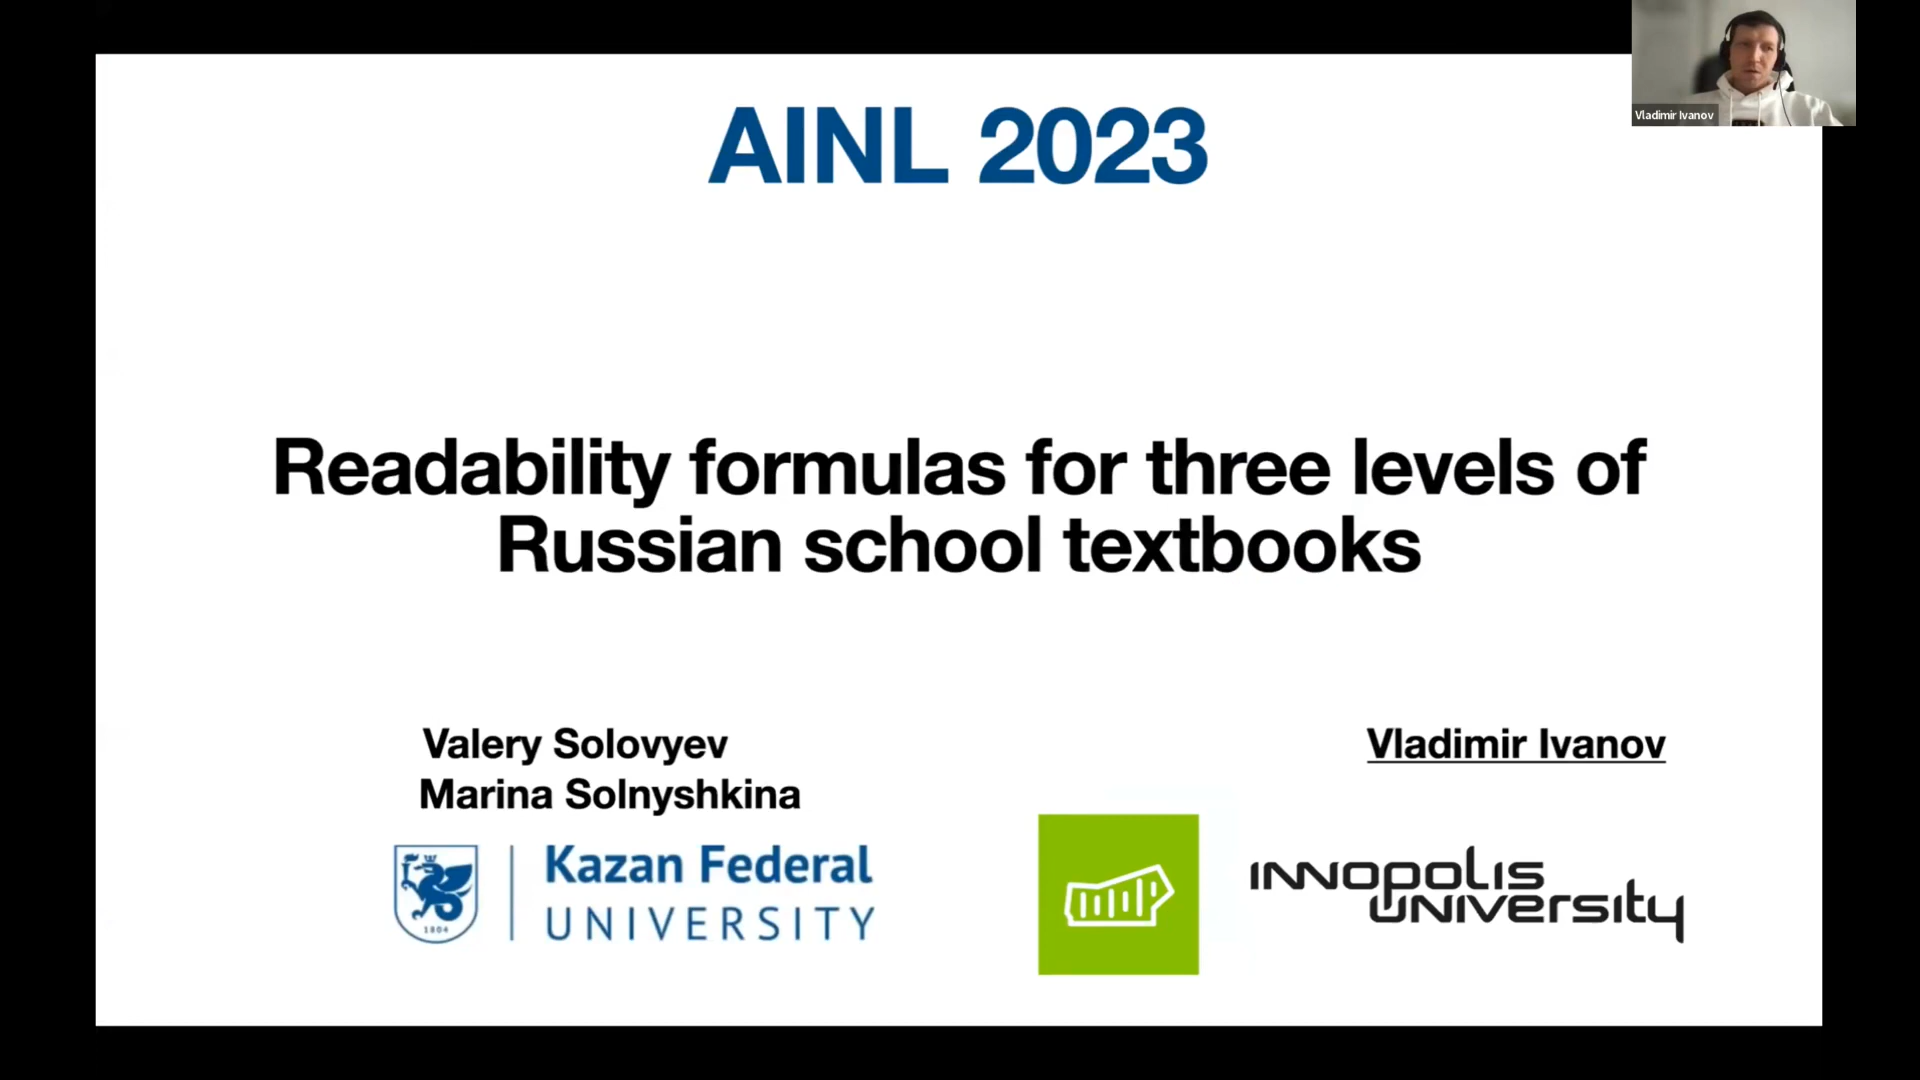 Vladimir Ivanov
AINL 2023
Readability formulas for three levels of
Russian school textbooks
Valery Solovyev
Marina Solnyshkina
Vladimir Ivanov
Kazan Federal
UNIVERSITY
1804
INNOPOLIS
UNIVERSITY